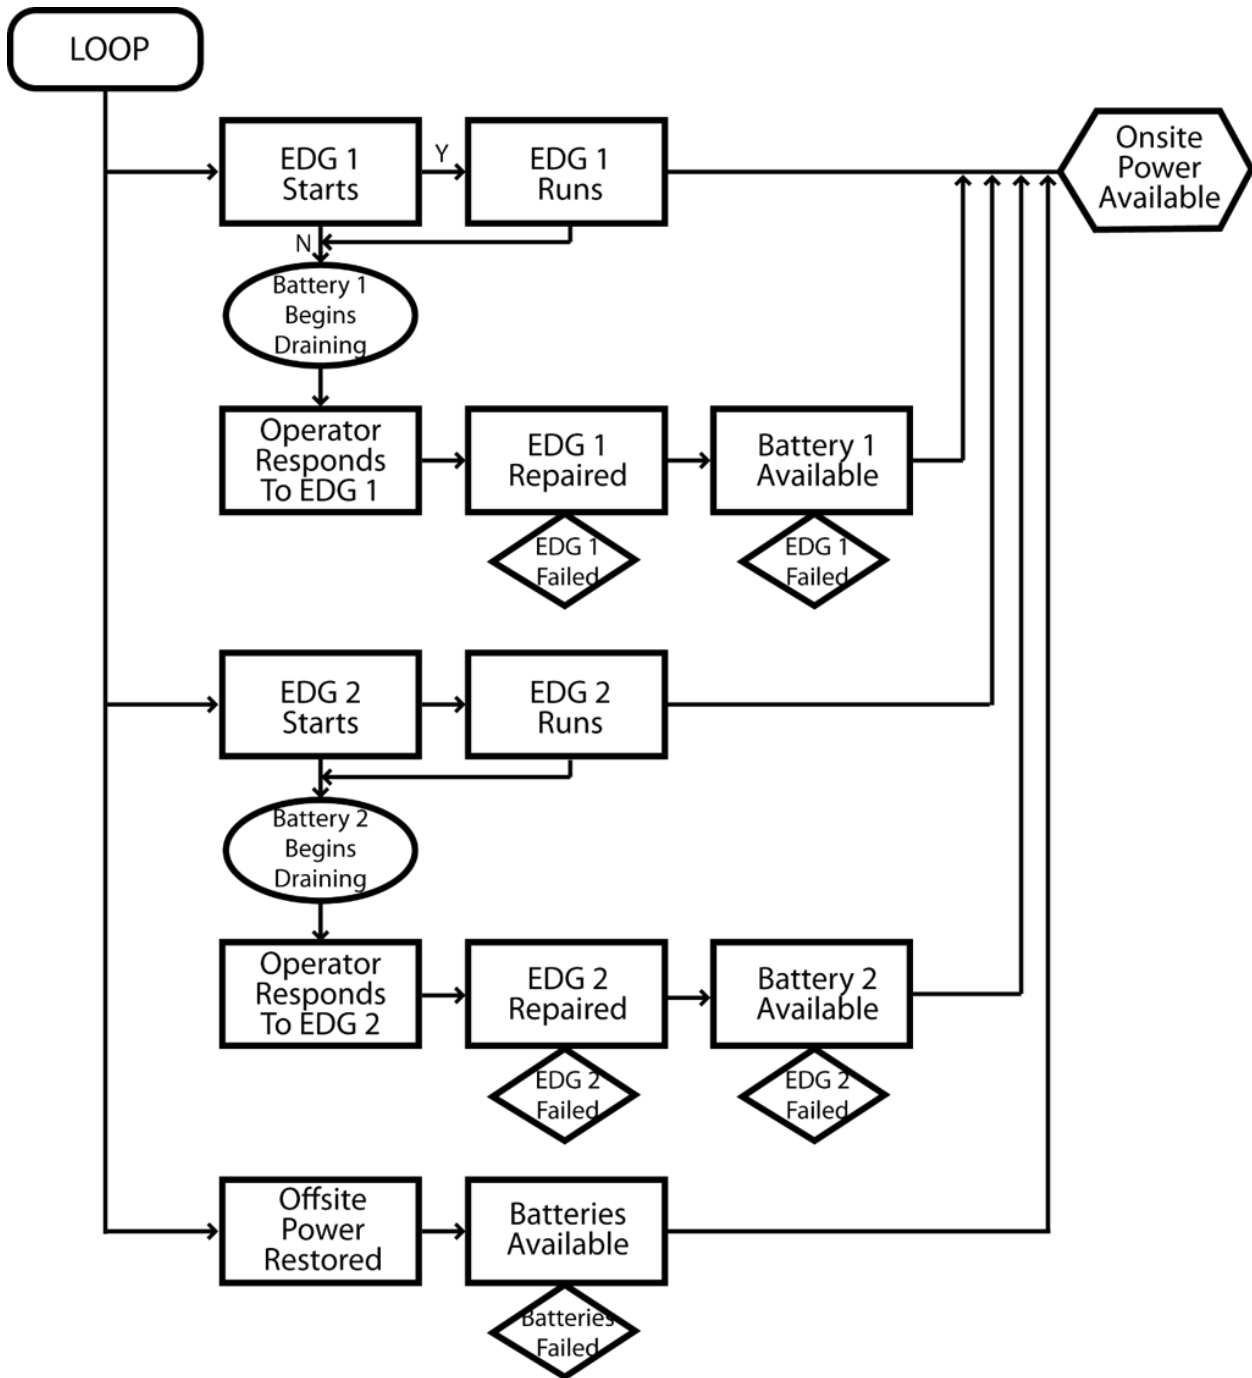 LOOP
EDG 1
Starts
Y
EDG 1
Runs
Onsite
Power
Available
N
Battery 1
Begins
Draining
Operator
Responds
To EDG 1
EDG 1
Repaired
Battery 1
Available
EDG 1
Failed
EDG 1
Failed
EDG 2
Starts
EDG 2
Runs
Battery 2
Begins
Draining
Operator
Responds
To EDG 2
EDG 2
Repaired
Battery 2
Available
EDG 2
Failed
EDG 2
Failed
Offsite
Power
Restored
Batteries
Available
Batteries
Failed